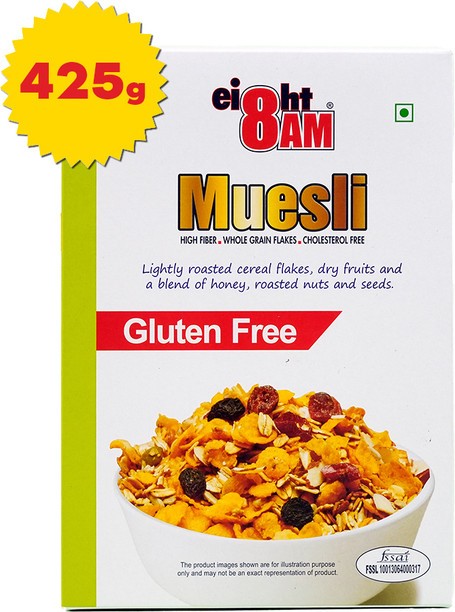 425g
ei8ht
8AM
®
Muesli
HIGH FIBER. WHOLE GRAIN FLAKES. CHOLESTEROL FREE
Lightly roasted cereal flakes, dry fruits and
a blend of honey, roasted nuts and seeds.
Gluten Free
The product images shown are for illustration purpose
only and may not be an exact representation of product.
fssai
FSSL 10013064000317